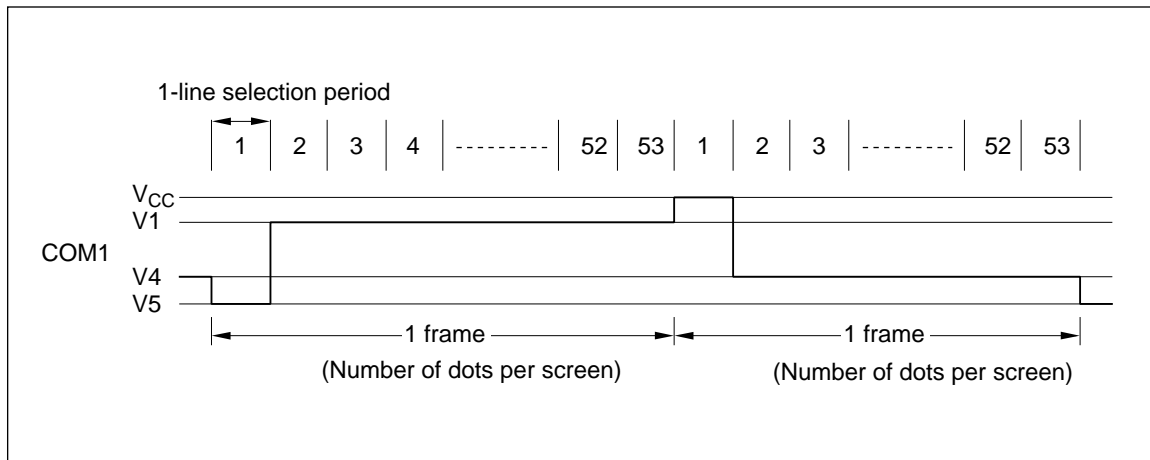 1-line selection period
1 2 3 4 --------- 52 53 1 2 3 --------- 52 53
VCC
V1
COM1
V4
V5
1 frame 1 frame
(Number of dots per screen) (Number of dots per screen)